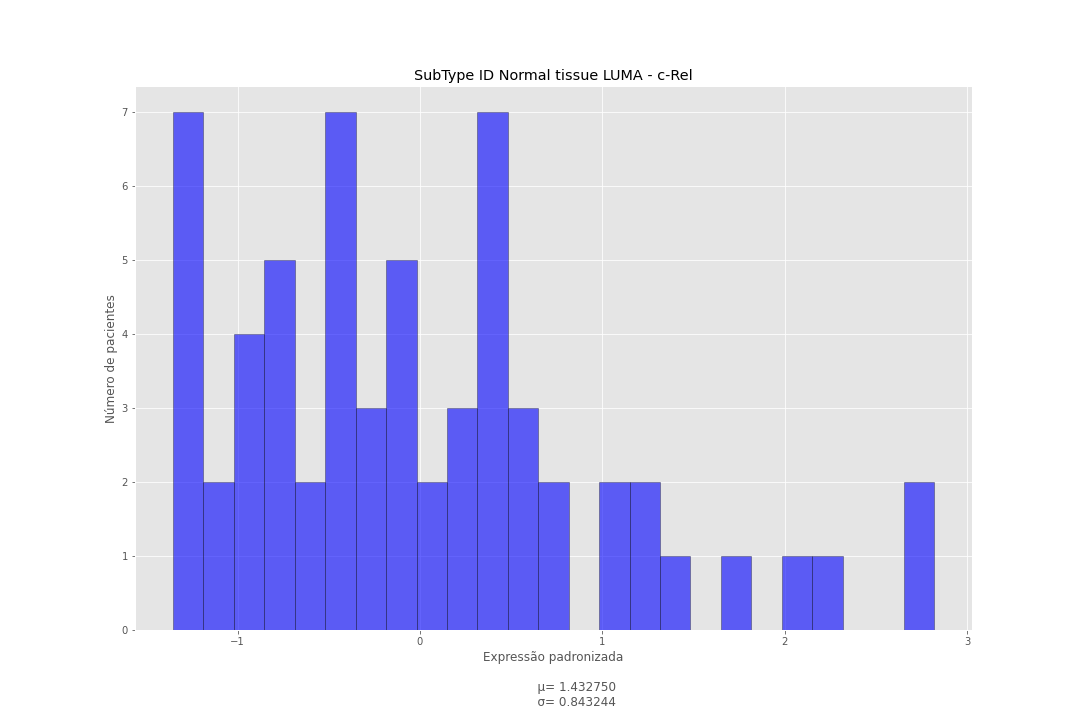 SubType ID Normal tissue LUMA - c-Rel
7
6
5
4
3
2
1
0
Número de pacientes
−1
0
1
2
3
Expressão padronizada
μ= 1.432750
σ= 0.843244